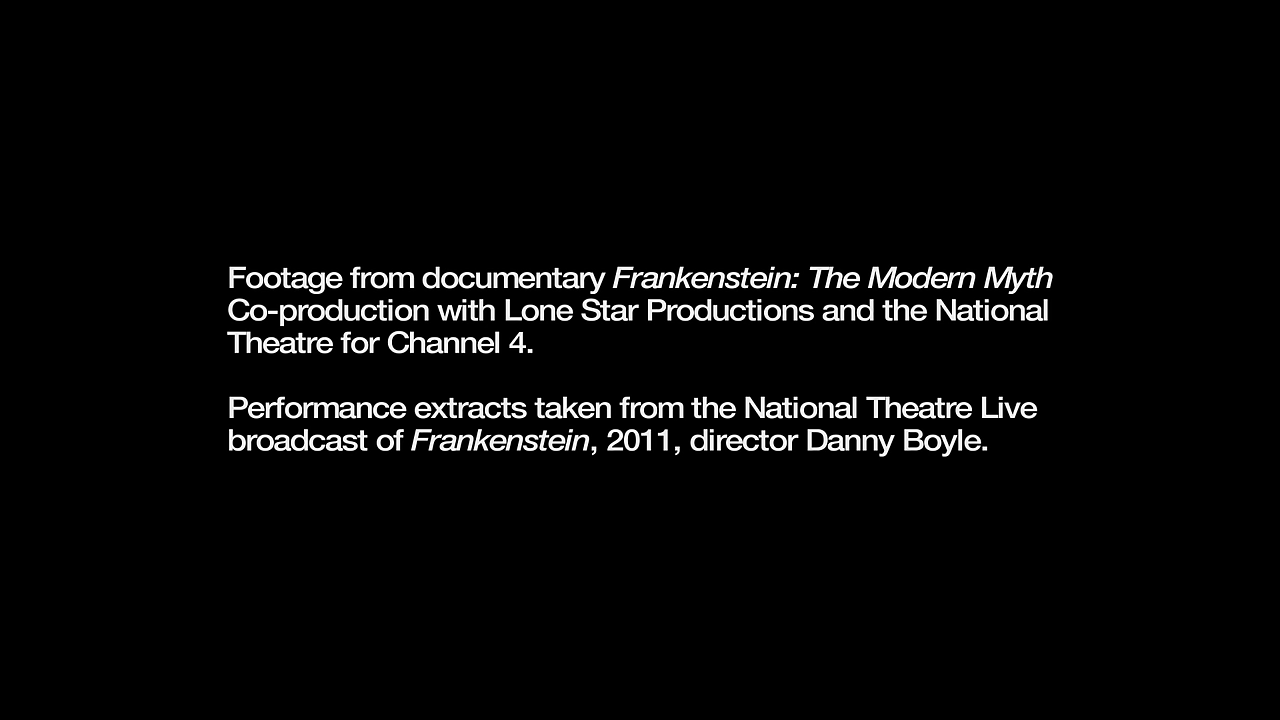 Footage from documentary Frankenstein: The Modern Myth
Co-production with Lone Star Productions and the National
Theatre for Channel 4.
Performance extracts taken from the National Theatre Live
broadcast of Frankenstein, 2011, director Danny Boyle.